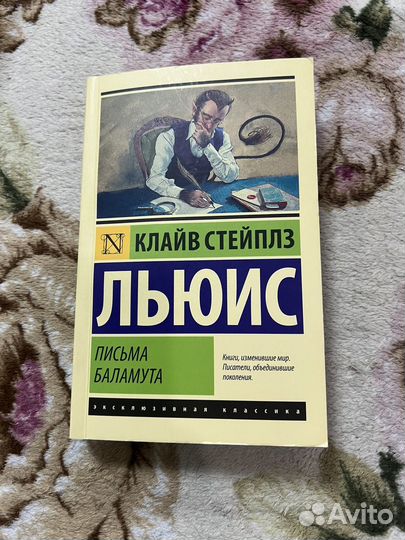 N
КЛАЙВ СТЕЙПЛЗ
ЛЬЮИС
ПИСЬМА
БАЛАМУТА
Книги, изменившие мир.
Писатели, объединившие
поколения.
эксклюзивная классика
Avito